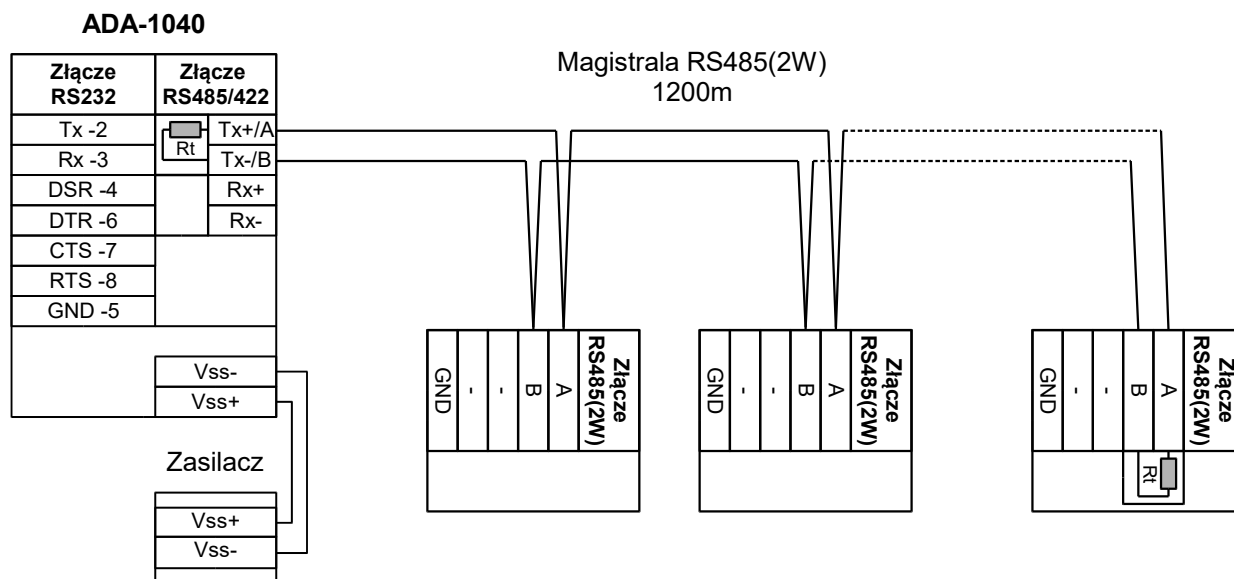 ADA-1040
Złącze
RS232
Złącze
RS485/422
Tx -2
Tx+/A
Rx -3
Rt
Tx-/B
DSR -4
Rx+
DTR -6
Rx-
CTS -7
RTS -8
GND -5
Vss-
Vss+
Zasilacz
Vss+
Vss-
Magistrala RS485(2W)
1200m
GND
-
-
B
A
Złącze
RS485(2W)
GND
-
-
B
A
Złącze
RS485(2W)
GND
-
-
B
A
Złącze
RS485(2W)
Rt